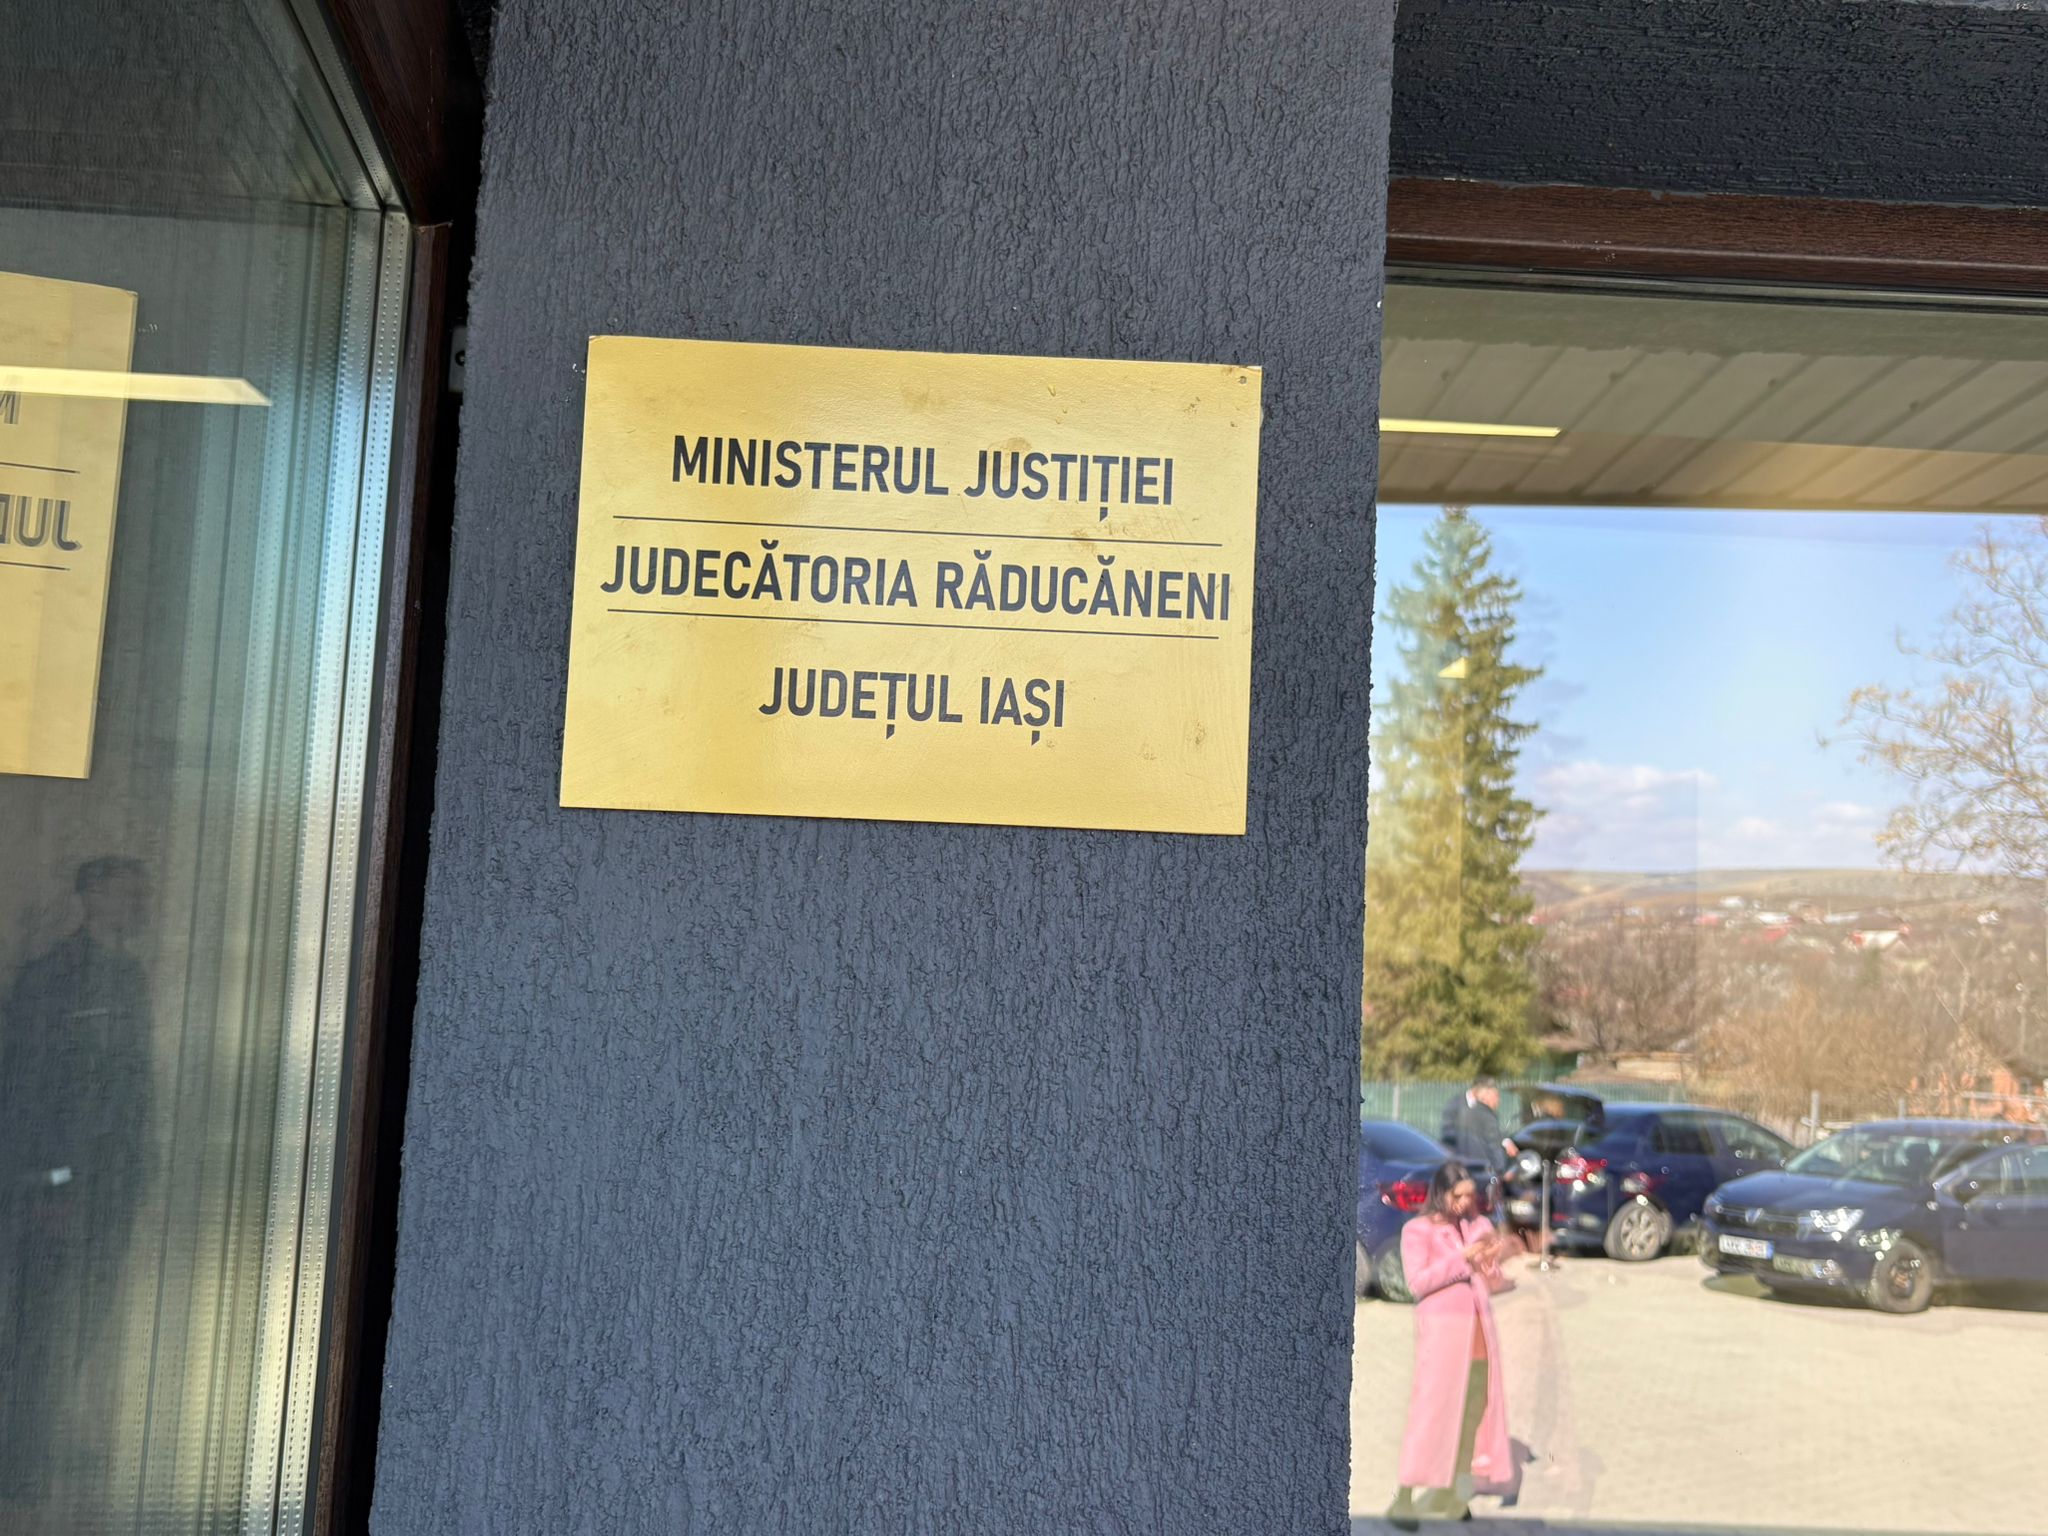 MINISTERUL JUSTIȚIEI
JUDECĂTORIA RĂDUCĂNENI
JUDEȚUL IAȘI